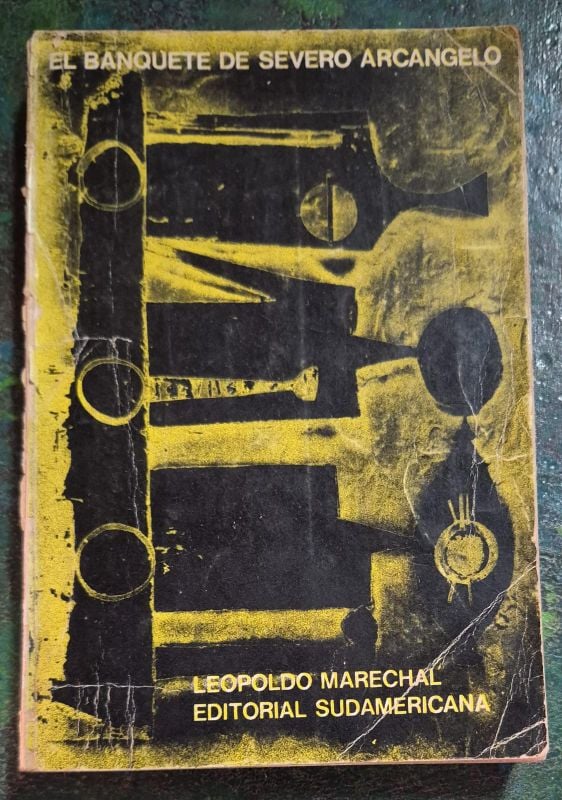 EL BANQUETE DE SEVERO ARCANGELO
LEOPOLDO MARECHAL
EDITORIAL SUDAMERICANA